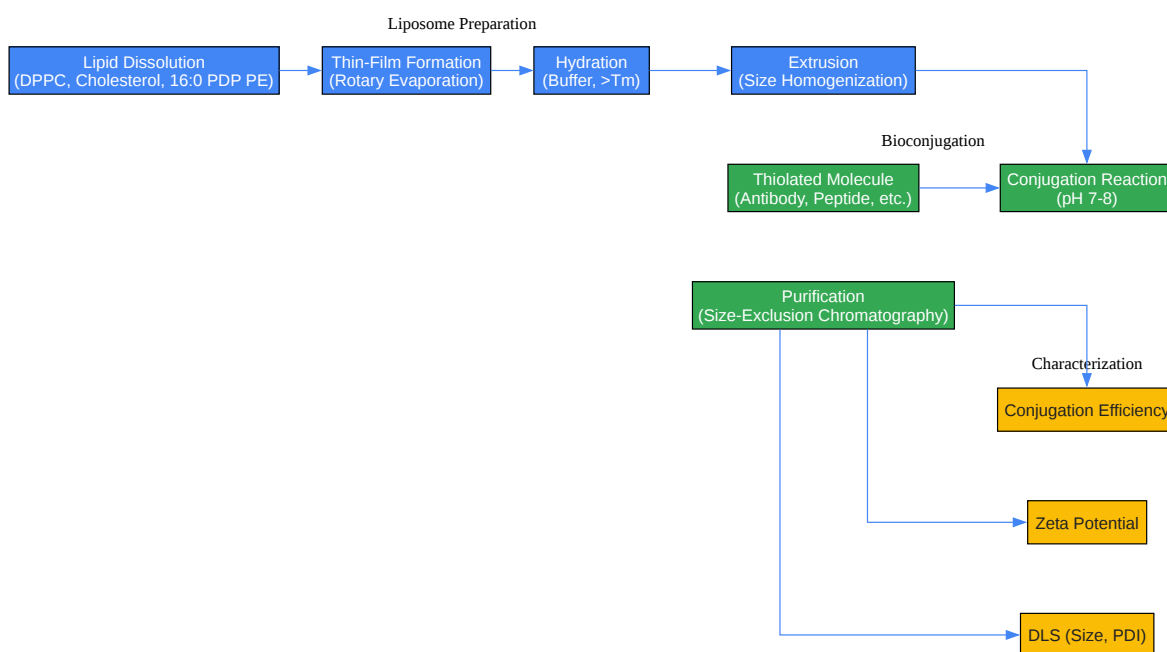 Liposome Preparation
Lipid Dissolution
(DPPC, Cholesterol, 16:0 PDP PE)
Thin-Film Formation
(Rotary Evaporation)
Hydration
(Buffer, >Tm)
Extrusion
(Size Homogenization)
Bioconjugation
Thiolated Molecule
(Antibody, Peptide, etc.)
Conjugation Reaction
(pH 7-8)
Purification
(Size-Exclusion Chromatography)
Characterization
Conjugation Efficiency
Zeta Potential
DLS (Size, PDI)